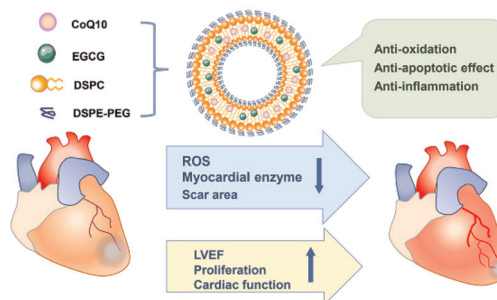 CoQ10
EGCG
DSPC
DSPE-PEG
Anti-oxidation
Anti-apoptotic effect
Anti-inflammation
ROS
Myocardial enzyme
Scar area
LVEF
Proliferation
Cardiac function